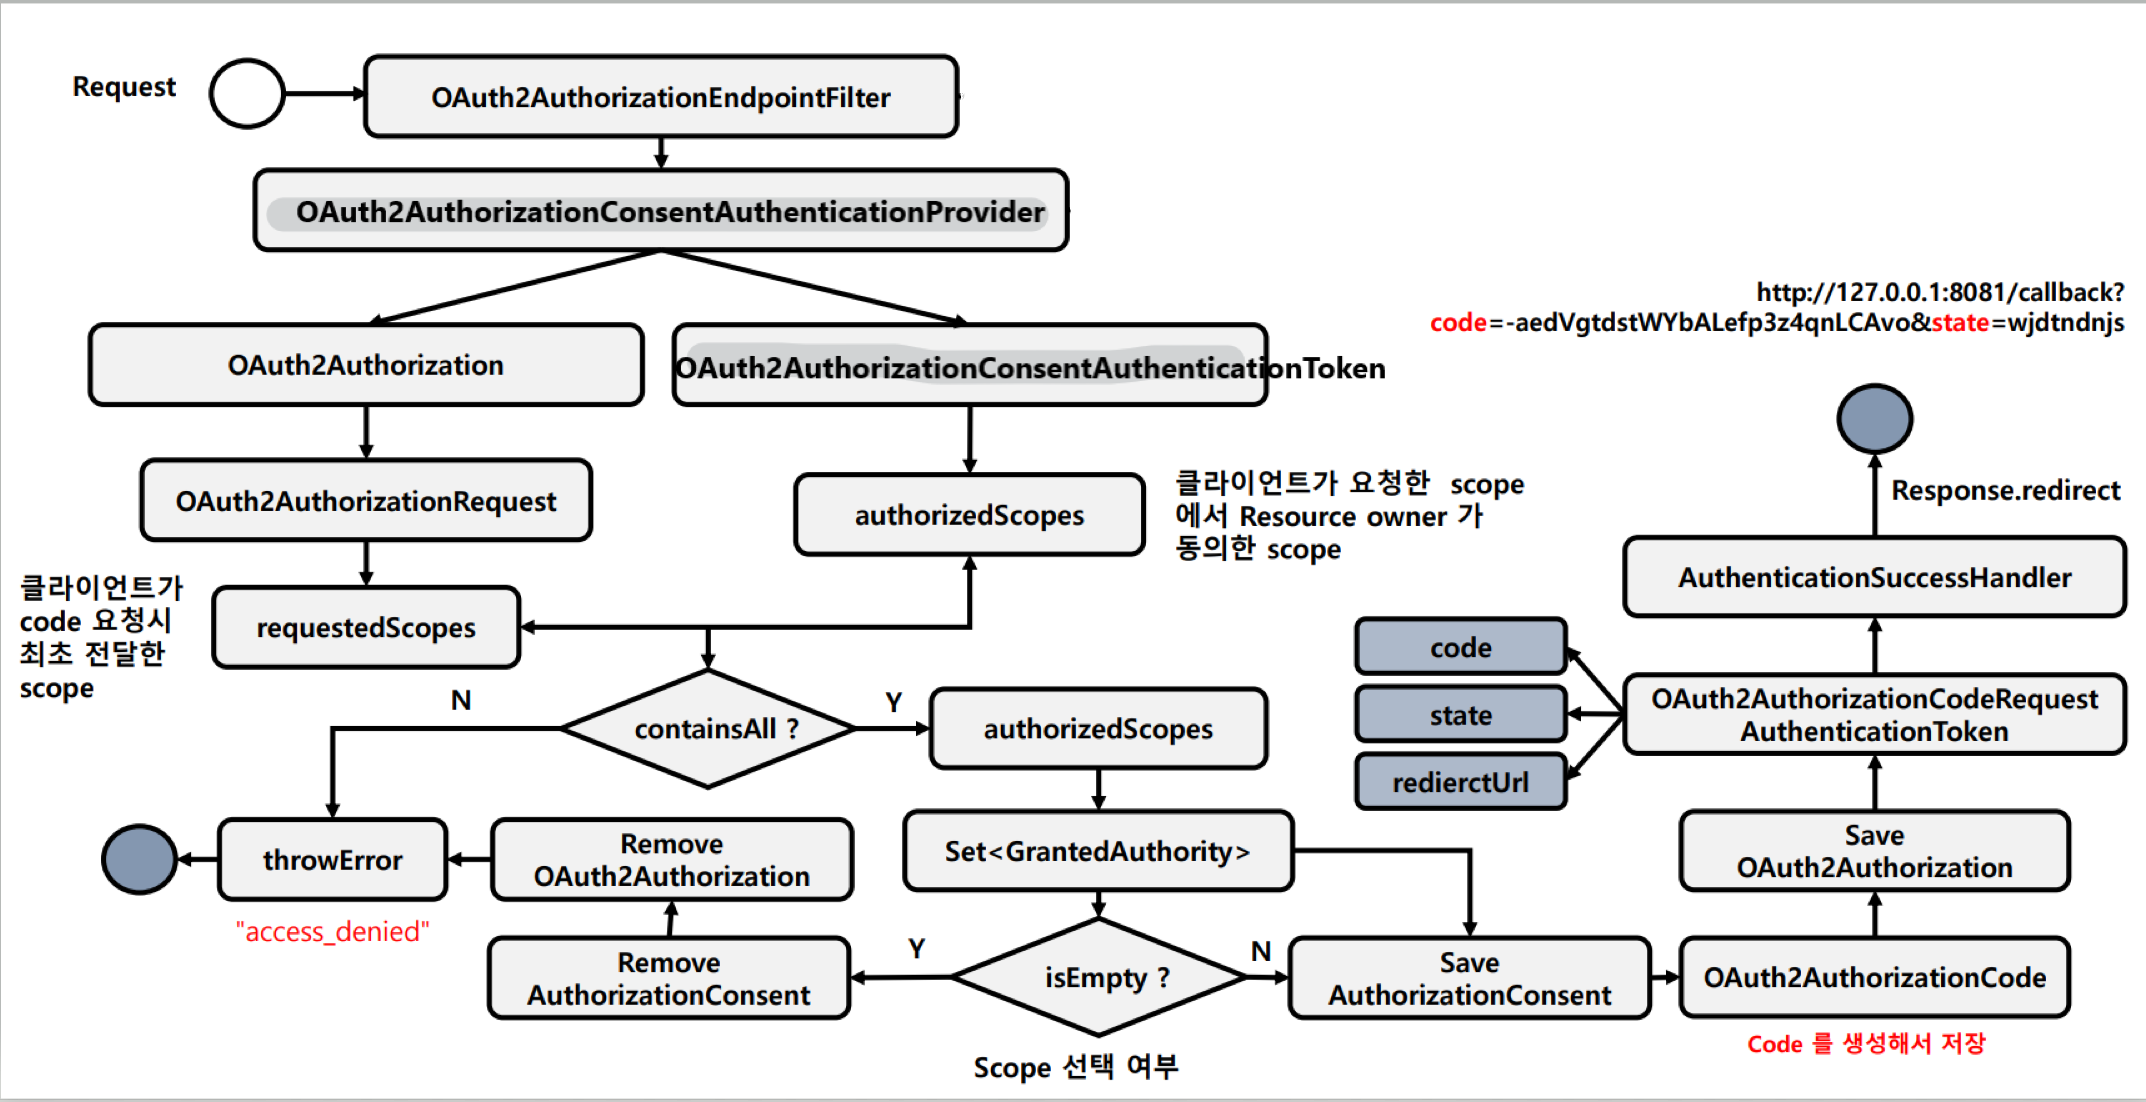 Request
OAuth2AuthorizationEndpointFilter
OAuth2AuthorizationConsentAuthenticationProvider
http://127.0.0.1:8081/callback?
code=-aedVgtdstWYbALefp3z4qnLCAvo&state=wjdtndnjs
OAuth2Authorization
OAuth2AuthorizationConsentAuthenticationToken
OAuth2AuthorizationRequest
authorizedScopes
클라이언트가 요청한 scope
에서 Resource owner 가
동의한 scope
Response.redirect
클라이언트가
code 요청시
최초 전달한
scope
requestedScopes
AuthenticationSuccessHandler
code
state
redierctUrl
OAuth2AuthorizationCodeRequest
AuthenticationToken
N
containsAll ?
Y
authorizedScopes
throwError
"access_denied"
Remove
OAuth2Authorization
Set<GrantedAuthority>
Save
OAuth2Authorization
Remove
AuthorizationConsent
Y
isEmpty ?
N
Save
AuthorizationConsent
OAuth2AuthorizationCode
Scope 선택 여부
Code 를 생성해서 저장